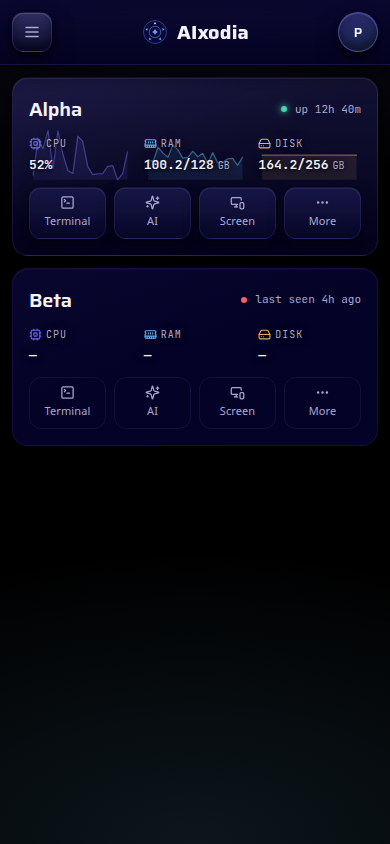 AIxodia
P
Alpha
up 12h 40m
CPU RAM DISK
52% 100.2/128 GB 164.2/256 GB
Terminal AI Screen More
Beta
last seen 4h ago
CPU RAM DISK
— — —
Terminal AI Screen More